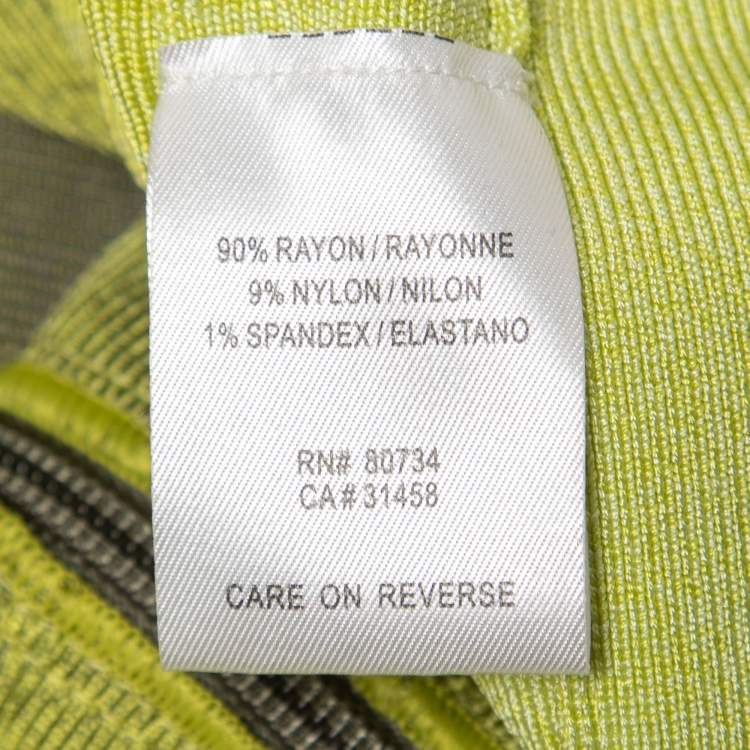 90% RAYON/RAYONNE
9% NYLON/NILON
1% SPANDEX/ELASTANO
RN# 80734
CA#31458
CARE ON REVERSE